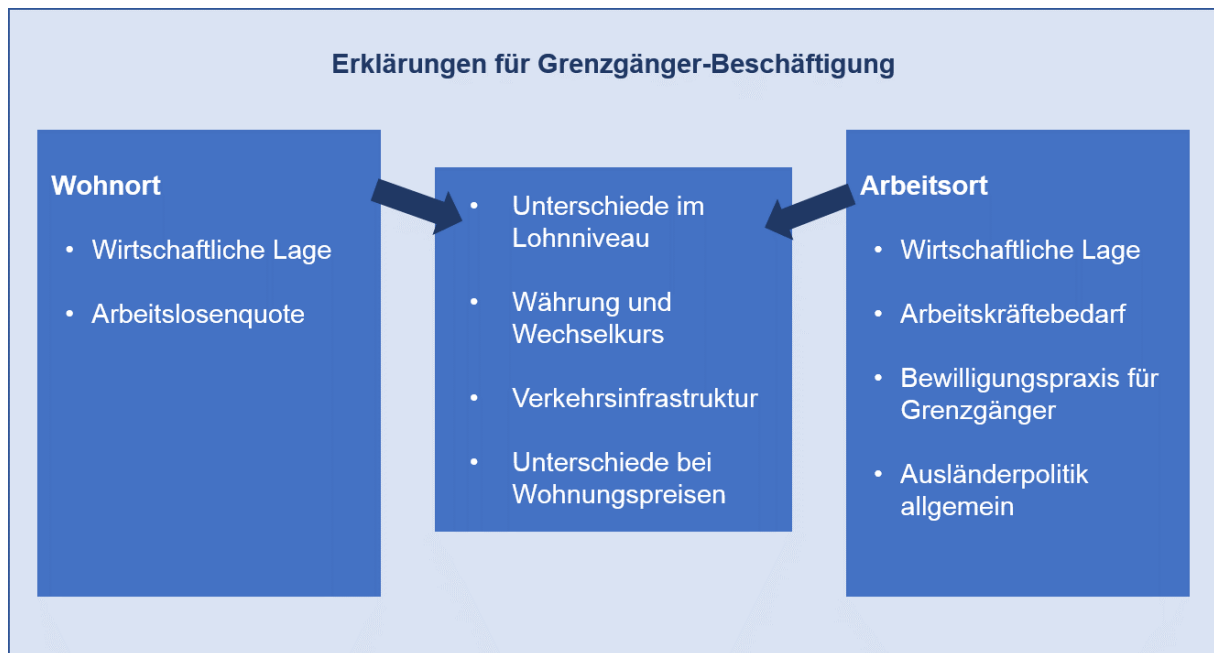 Erklärungen für Grenzgänger-Beschäftigung
Wohnort
• Wirtschaftliche Lage
• Arbeitslosenquote
• Unterschiede im
Lohnniveau
• Währung und
Wechselkurs
• Verkehrsinfrastruktur
• Unterschiede bei
Wohnungspreisen
Arbeitsort
• Wirtschaftliche Lage
• Arbeitskräftebedarf
• Bewilligungspraxis für
Grenzgänger
• Ausländerpolitik
allgemein